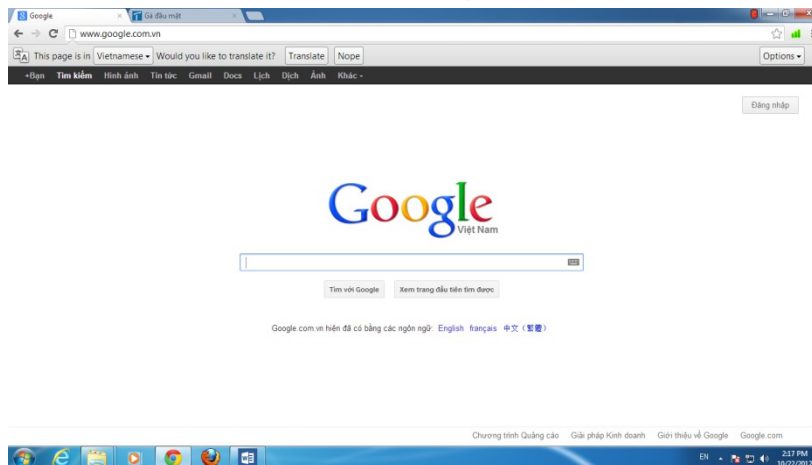 Google
Gà đầu mật
www.google.com.vn
This page is in Vietnamese Would you like to translate it? Translate Nope Options
+Bạn Tìm kiếm Hình ảnh Tin tức Gmail Docs Lịch Dịch Ảnh Khác
Đăng nhập
Google
Việt Nam
Tìm với Google Xem trang đầu tiên tìm được
Google.com.vn hiện đã có bằng các ngôn ngữ: English français 中文 (繁體)
Chương trình Quảng cáo Giải pháp Kinh doanh Giới thiệu về Google Google.com
EN 2:17 PM